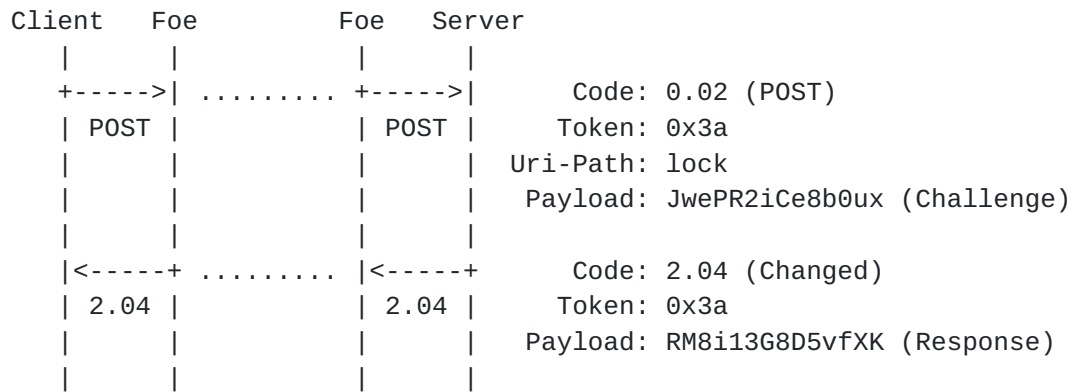 Client   Foe         Foe   Server
   |      |           |      |
   +----->| ......... +----->|      Code: 0.02 (POST)
   | POST |           | POST |     Token: 0x3a
   |      |           |      |  Uri-Path: lock
   |      |           |      |   Payload: JwePR2iCe8b0ux (Challenge)
   |      |           |      |
   |<-----+ ......... |<-----+      Code: 2.04 (Changed)
   | 2.04 |           | 2.04 |     Token: 0x3a
   |      |           |      |   Payload: RM8i13G8D5vfXK (Response)
   |      |           |      |